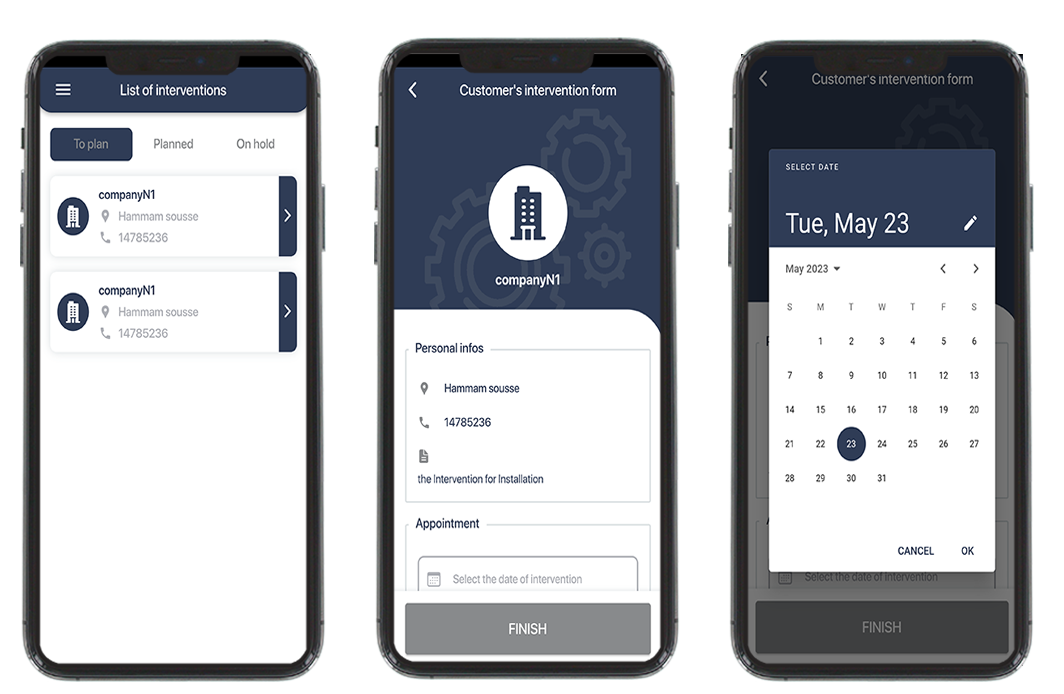 List of interventions
To plan Planned On hold
companyN1
Hammam sousse
14785236
companyN1
Hammam sousse
14785236
Customer's intervention form
companyN1
Personal infos
Hammam sousse
14785236
the Intervention for Installation
Appointment
Select the date of intervention
FINISH
Customer's intervention form
SELECT DATE
Tue, May 23
May 2023
S M T W T F S
1 2 3 4 5 6
7 8 9 10 11 12 13
14 15 16 17 18 19 20
21 22 23 24 25 26 27
28 29 30 31
CANCEL OK
Select the date of intervention
FINISH